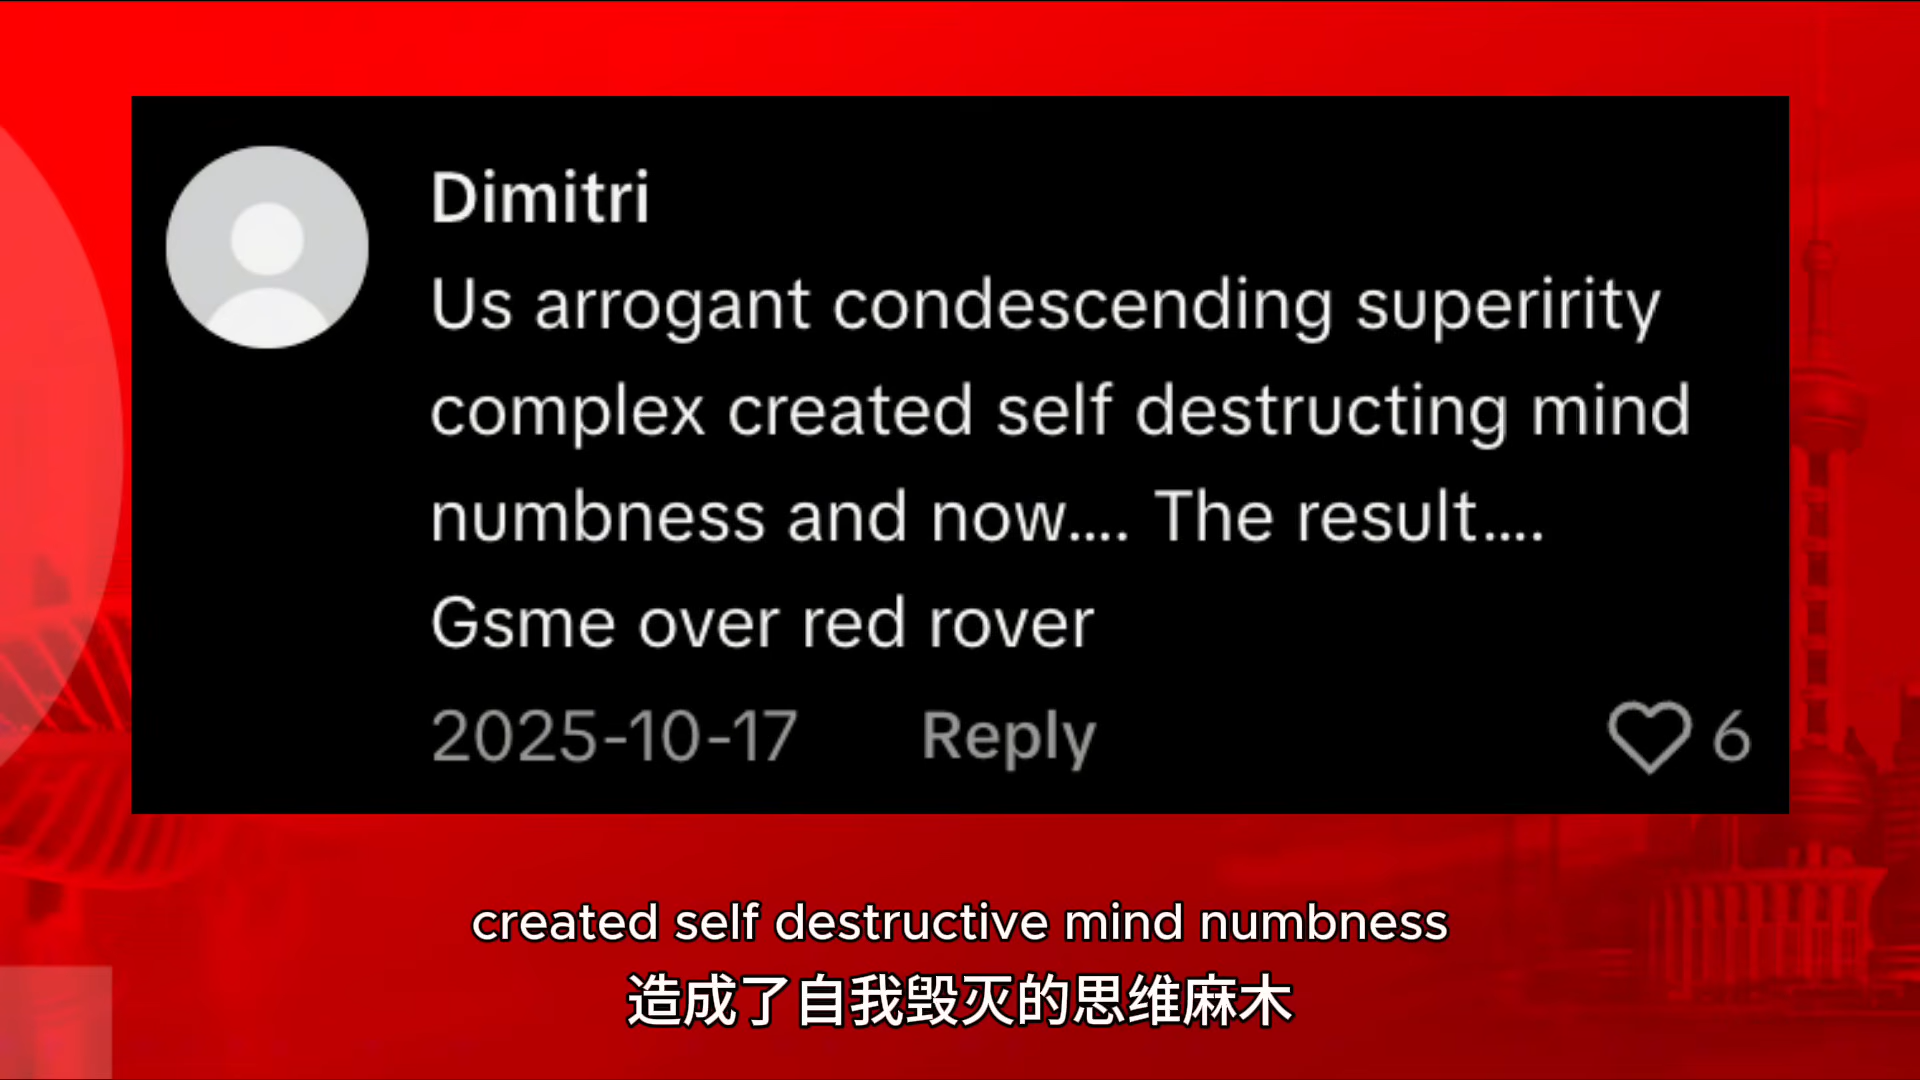 Dimitri
Us arrogant condescending superirity
complex created self destructing mind
numbness and now.... The result....
Gsme over red rover
2025-10-17 Reply 6
created self destructive mind numbness
造成了自我毁灭的思维麻木